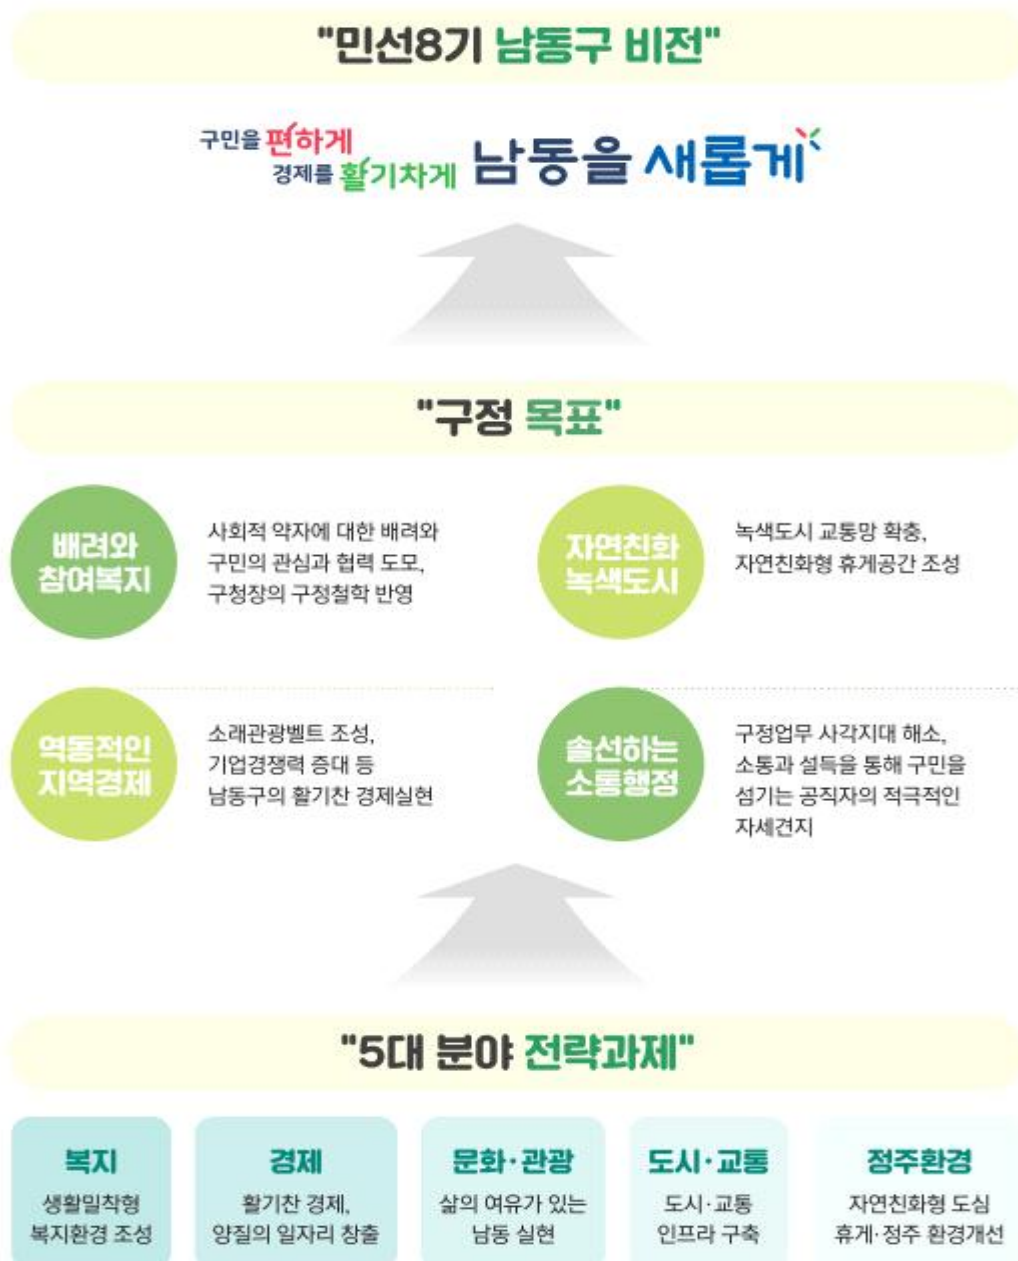 "민선8기 남동구 비전"
구민을 편하게
경제를 활기차게
남동을 새롭게
"구정 목표"
배려와
참여복지
사회적 약자에 대한 배려와
구민의 관심과 협력 도모,
구청장의 구정철학 반영
자연친화
녹색도시
녹색도시 교통망 확충,
자연친화형 휴게공간 조성
역동적인
지역경제
소래관광벨트 조성,
기업경쟁력 증대 등
남동구의 활기찬 경제실현
솔선하는
소통행정
구정업무 사각지대 해소,
소통과 설득을 통해 구민을
섬기는 공직자의 적극적인
자세견지
"5대 분야 전략과제"
복지
생활밀착형
복지환경 조성
경제
활기찬 경제,
양질의 일자리 창출
문화·관광
삶의 여유가 있는
남동 실현
도시·교통
도시·교통
인프라 구축
정주환경
자연친화형 도심
휴게·정주 환경개선